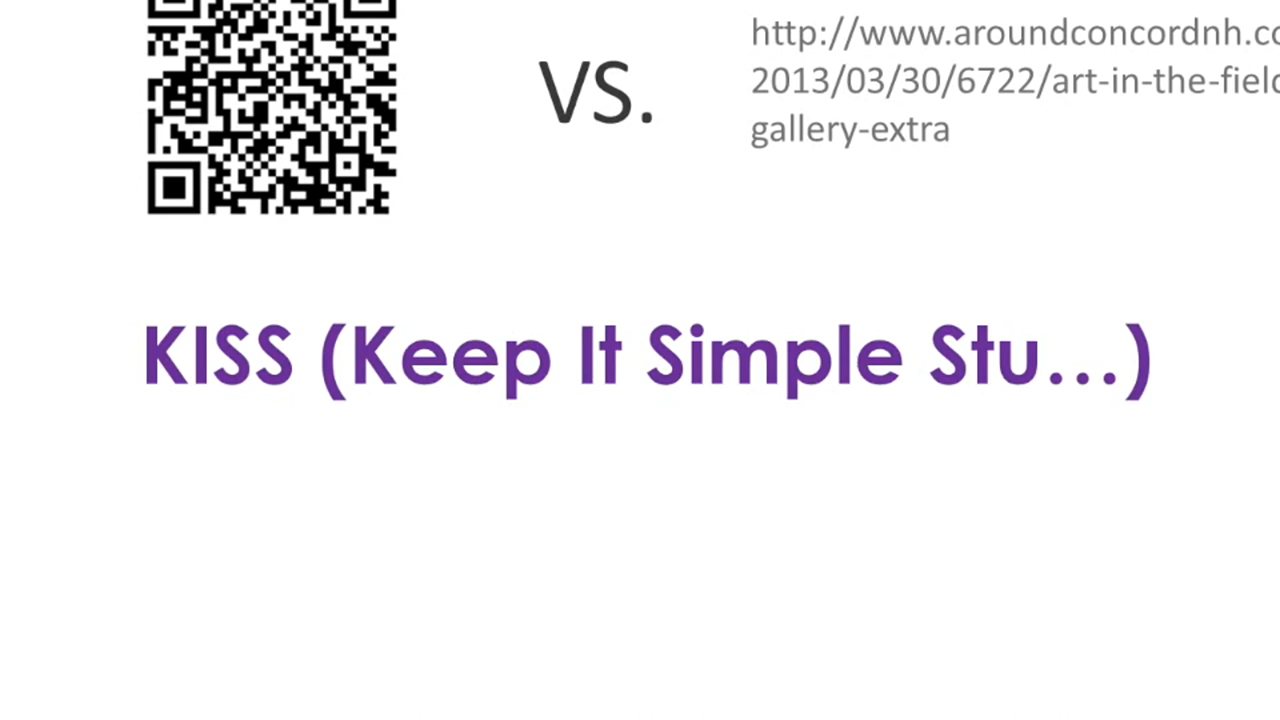 VS.
http://www.aroundconcordnh.co
2013/03/30/6722/art-in-the-field
gallery-extra
KISS (Keep It Simple Stu...)